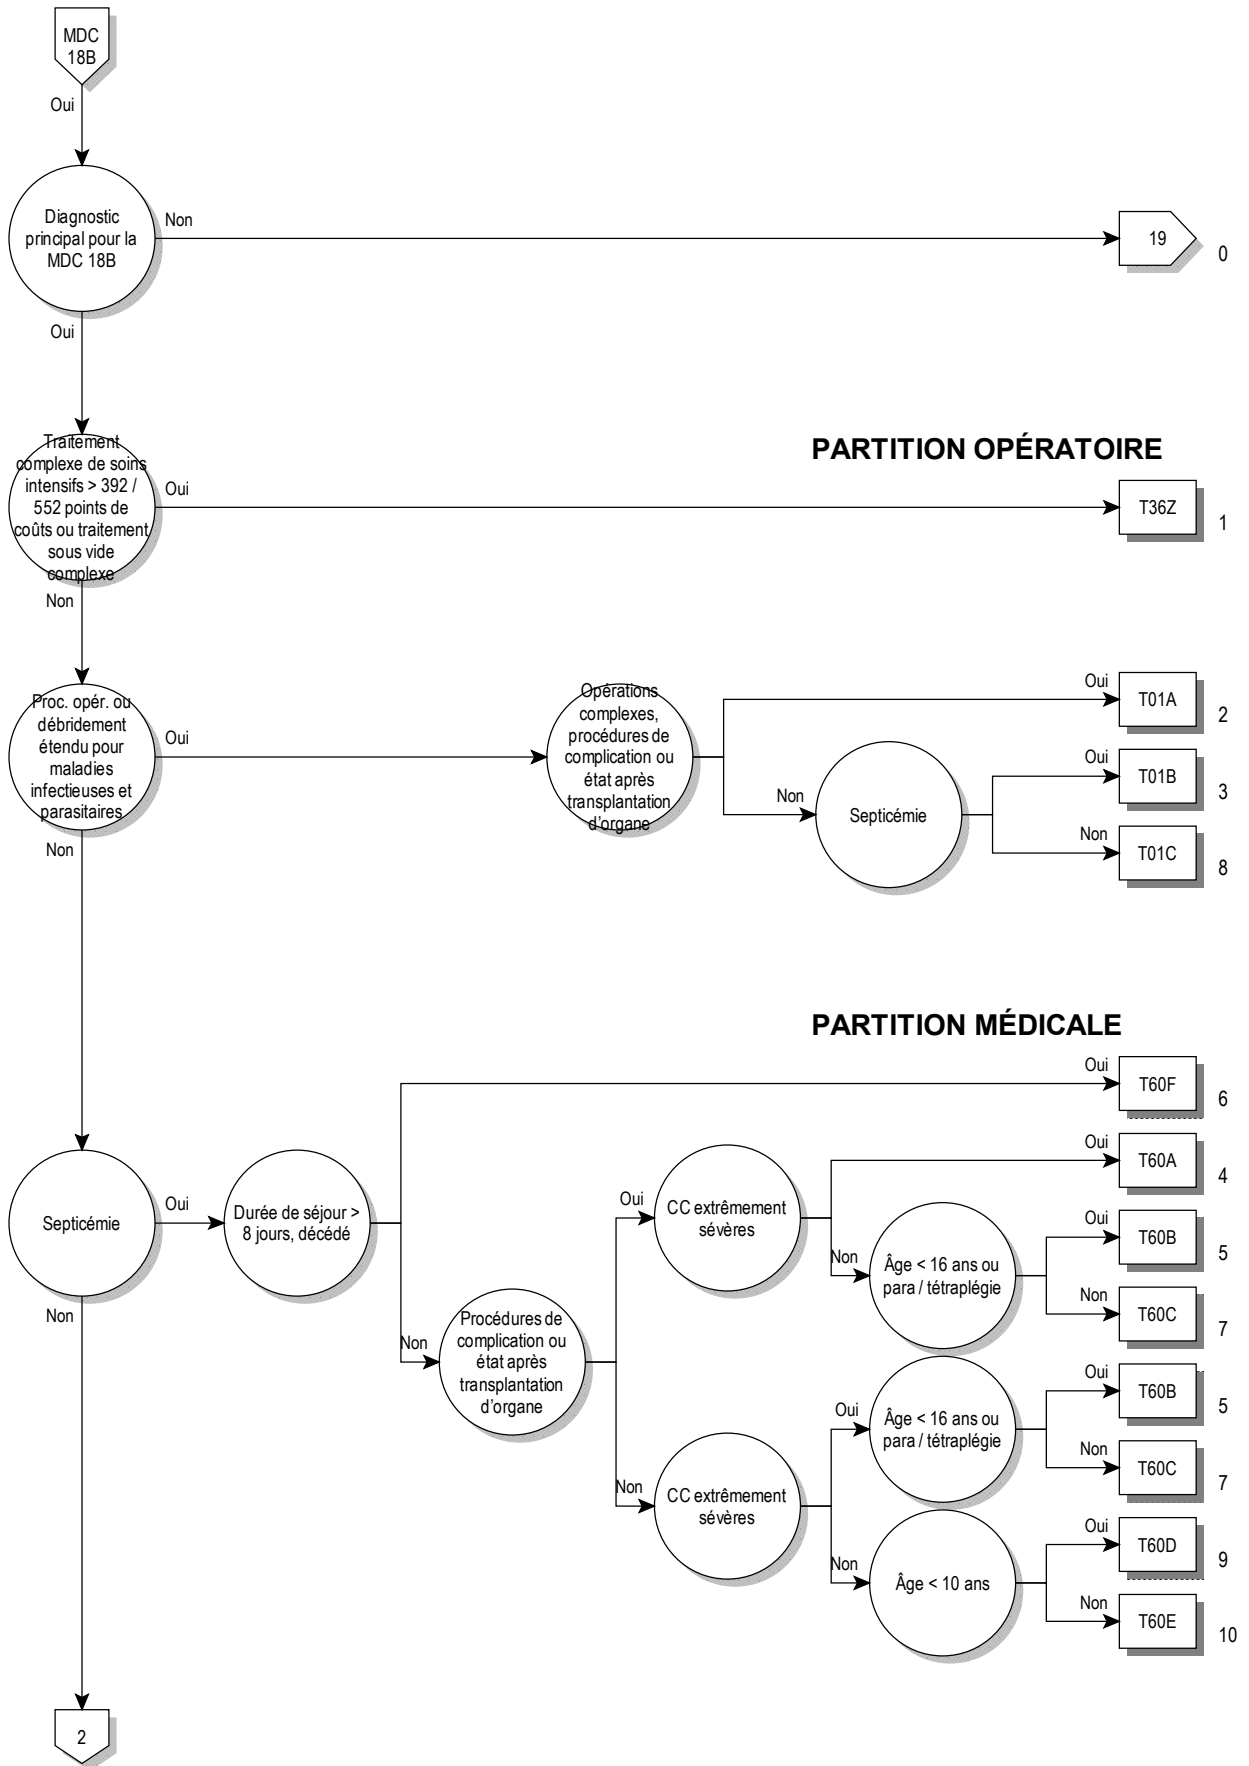 MDC
18B
Oui
Diagnostic
principal pour la
MDC 18B
Non
19
0
Oui
PARTITION OPÉRATOIRE
Traitement
complexe de soins
intensifs > 392 /
552 points de
coûts ou traitement
sous vide
complexe
Oui
T36Z
1
Non
Proc. opér. ou
débridement
étendu pour
maladies
infectieuses et
parasitaires
Oui
Opérations
complexes,
procédures de
complication ou
état après
transplantation
d'organe
Oui
T01A
2
Non
Septicémie
Oui
T01B
3
Non
T01C
8
Non
PARTITION MÉDICALE
Septicémie
Oui
Durée de séjour >
8 jours, décédé
Oui
T60F
6
Non
Procédures de
complication ou
état après
transplantation
d'organe
Oui
CC extrêmement
sévères
Oui
T60A
4
Non
Âge < 16 ans ou
para / tétraplégie
Oui
T60B
5
Non
T60C
7
Non
CC extrêmement
sévères
Oui
Âge < 16 ans ou
para / tétraplégie
Oui
T60B
5
Non
T60C
7
Non
Âge < 10 ans
Oui
T60D
9
Non
T60E
10
Non
2